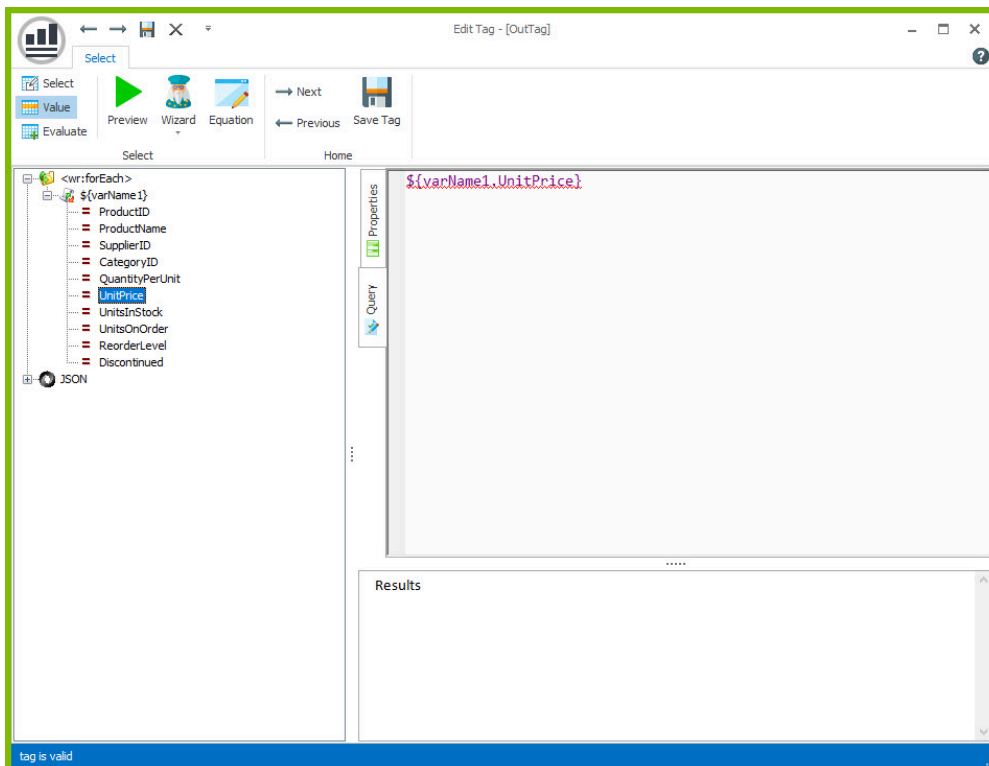 Edit Tag - [OutTag]
Select
Select
Value
Evaluate
Preview
Wizard
Equation
Next
Previous
Save Tag
Select
Home
<wr:forEach>
${varName1}
ProductID
ProductName
SupplierID
CategoryID
QuantityPerUnit
UnitPrice
UnitsInStock
UnitsOnOrder
ReorderLevel
Discontinued
JSON
Properties
Query
${varName1.UnitPrice}
Results
tag is valid